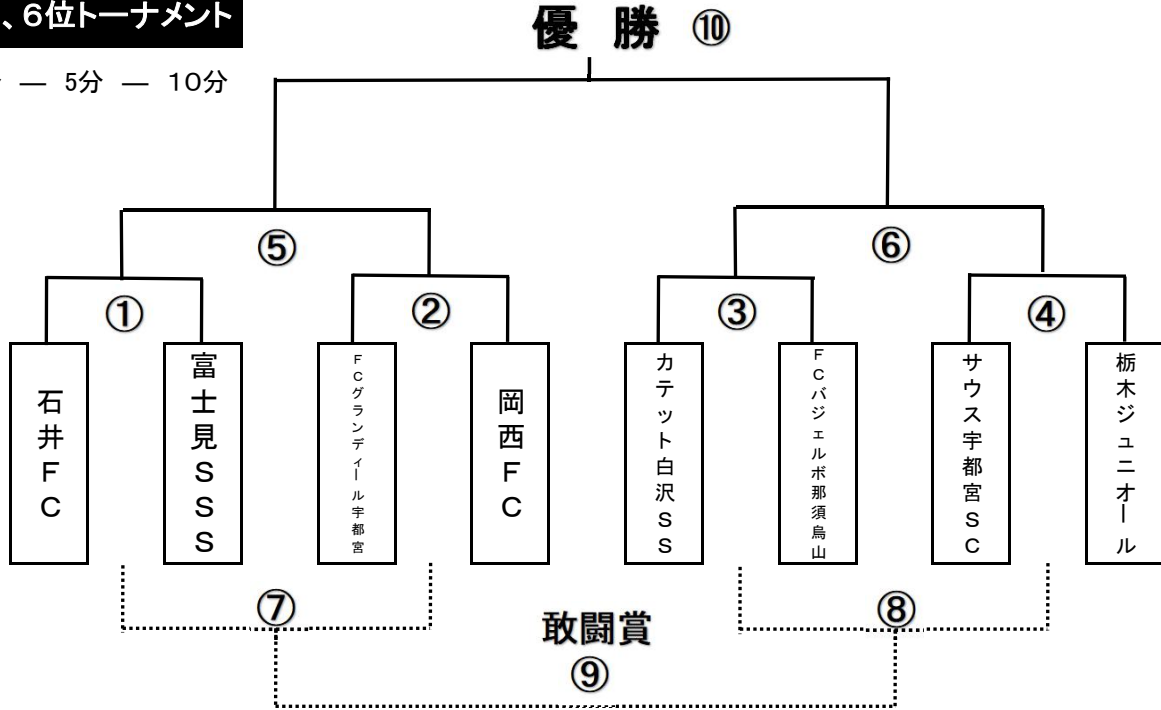 、６位トーナメント
優 勝 ⑩
― 5分 ― 10分
⑤
⑥
①
②
③
④
石井FC
富士見SSS
FCグランディール宇都宮
岡西FC
カテット白沢SS
FCバジェルボ那須烏山
サウス宇都宮SC
栃木ジュニオール
⑦
⑧
敢闘賞
⑨